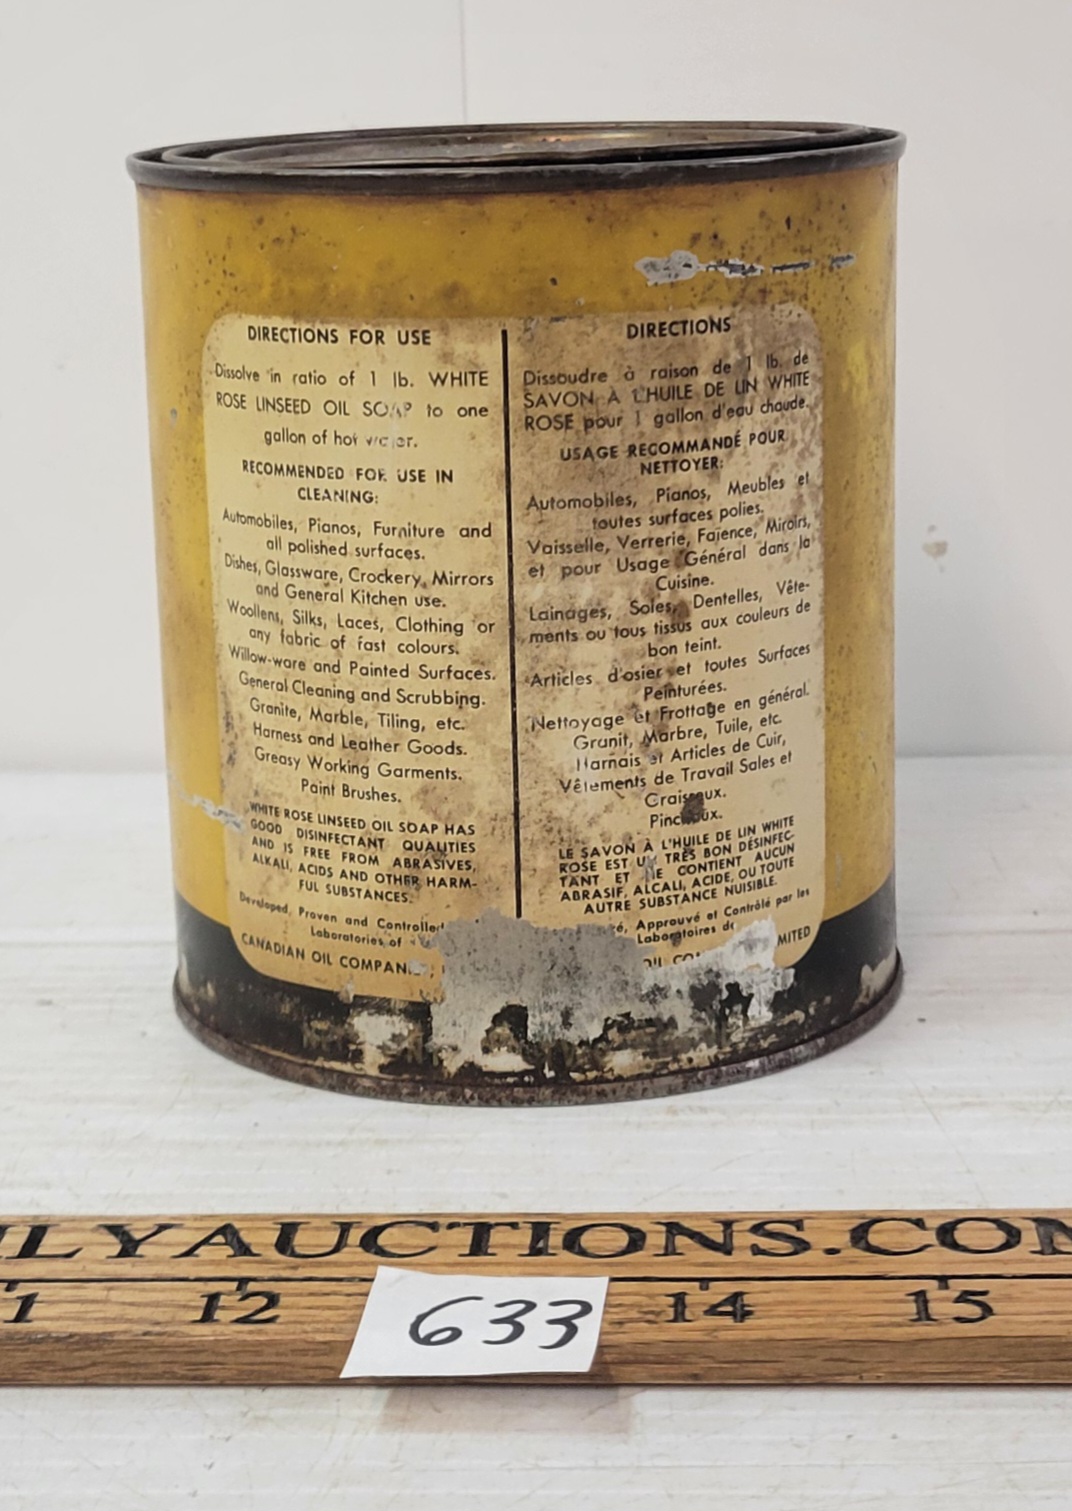 DIRECTIONS FOR USE
Dissolve in ratio of 1 lb. WHITE
ROSE LINSEED OIL SOAP to one
gallon of hot water.
RECOMMENDED FOR USE IN
CLEANING:
Automobiles, Pianos, Furniture and
all polished surfaces.
Dishes, Glassware, Crockery, Mirrors
and General Kitchen use.
Woollens, Silks, Laces, Clothing or
any fabric of fast colours.
Willow-ware and Painted Surfaces.
General Cleaning and Scrubbing.
Granite, Marble, Tiling, etc.
Harness and Leather Goods.
Greasy Working Garments.
Paint Brushes.
WHITE ROSE LINSEED OIL SOAP HAS
GOOD DISINFECTANT QUALITIES
AND IS FREE FROM ABRASIVES,
ALKALI, ACIDS AND OTHER HARM-
FUL SUBSTANCES.
Developed, Proven and Controlled
Laboratories of
CANADIAN OIL
DIRECTIONS
Dissoudre à raison de 1 lb. de
SAVON À L'HUILE DE LIN WHITE
ROSE pour 1 gallon d'eau chaude.
USAGE RECOMMANDÉ POUR
NETTOYER:
Automobiles, Pianos, Meubles et
toutes surfaces polies.
Vaisselle, Verrerie, Faïence, Miroirs,
et pour Usage Général dans la
Cuisine.
Lainages, Soies, Dentelles, Vête-
ments ou tous tissus aux couleurs de
bon teint.
Articles d'osier et toutes Surfaces
Peinturées.
Nettoyage et Frottage en général.
Granit, Marbre, Tuile, etc.
Harnais et Articles de Cuir,
Vêtements de Travail Sales et
Craisseux.
Pinceaux.
LE SAVON À L'HUILE DE LIN WHITE
ROSE EST UN TRÈS BON DÉSINFEC-
TANT ET NE CONTIENT AUCUN
ABRASIF, ALCALI, ACIDE, OU TOUTE
AUTRE SUBSTANCE NUISIBLE.
Approuvé et Contrôlé par les
Laboratoires de
OIL
LYAUCTIONS.COM
12 14 15
633